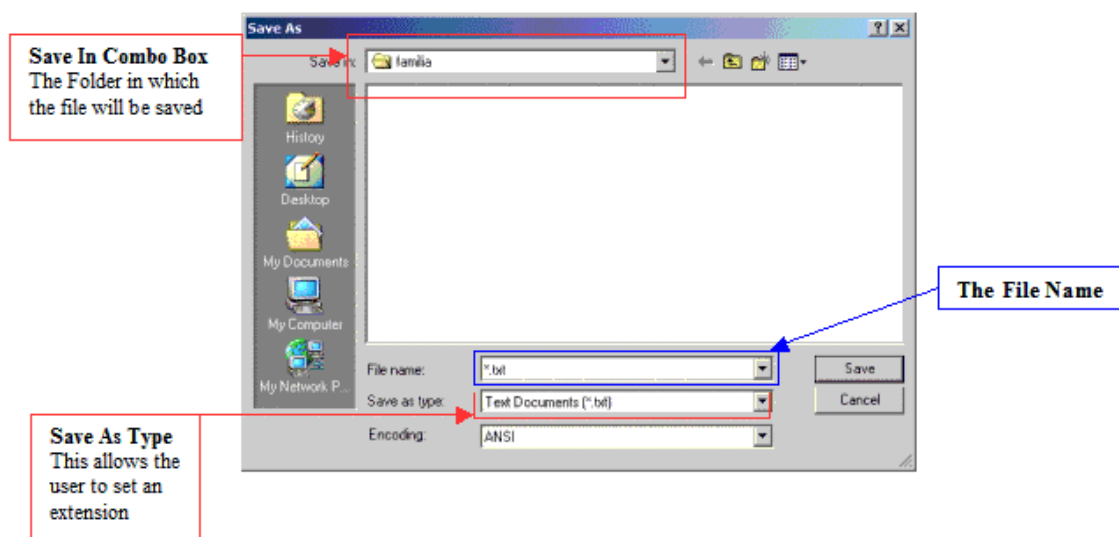 Save As
Save In Combo Box
The Folder in which
the file will be saved
Save in:
familia
History
Desktop
My Documents
My Computer
My Network P...
The File Name
File name:
*.txt
Save
Save as type:
Text Documents (*.txt)
Cancel
Encoding:
ANSI
Save As Type
This allows the
user to set an
extension